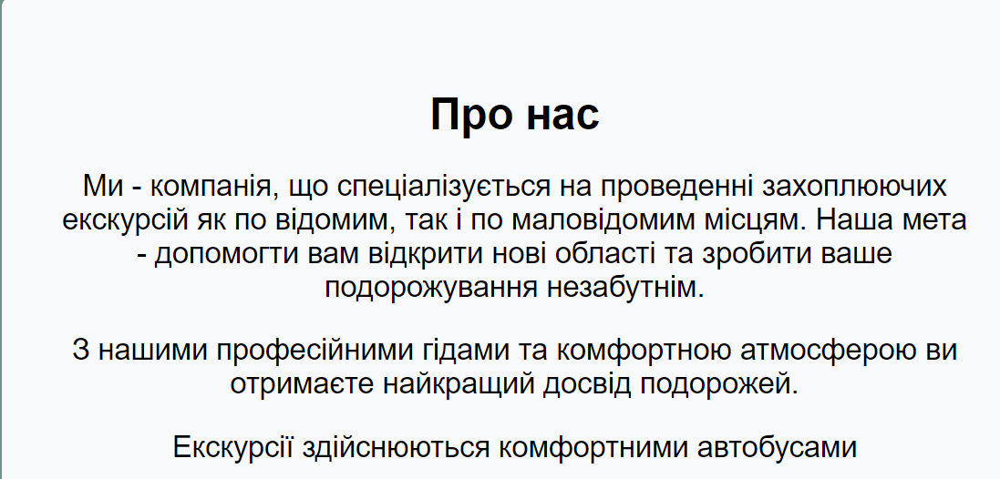 Про нас
Ми - компанія, що спеціалізується на проведенні захоплюючих
екскурсій як по відомим, так і по маловідомим місцям. Наша мета
- допомогти вам відкрити нові області та зробити ваше
подорожування незабутнім.
З нашими професійними гідами та комфортною атмосферою ви
отримаєте найкращий досвід подорожей.
Екскурсії здійснюються комфортними автобусами